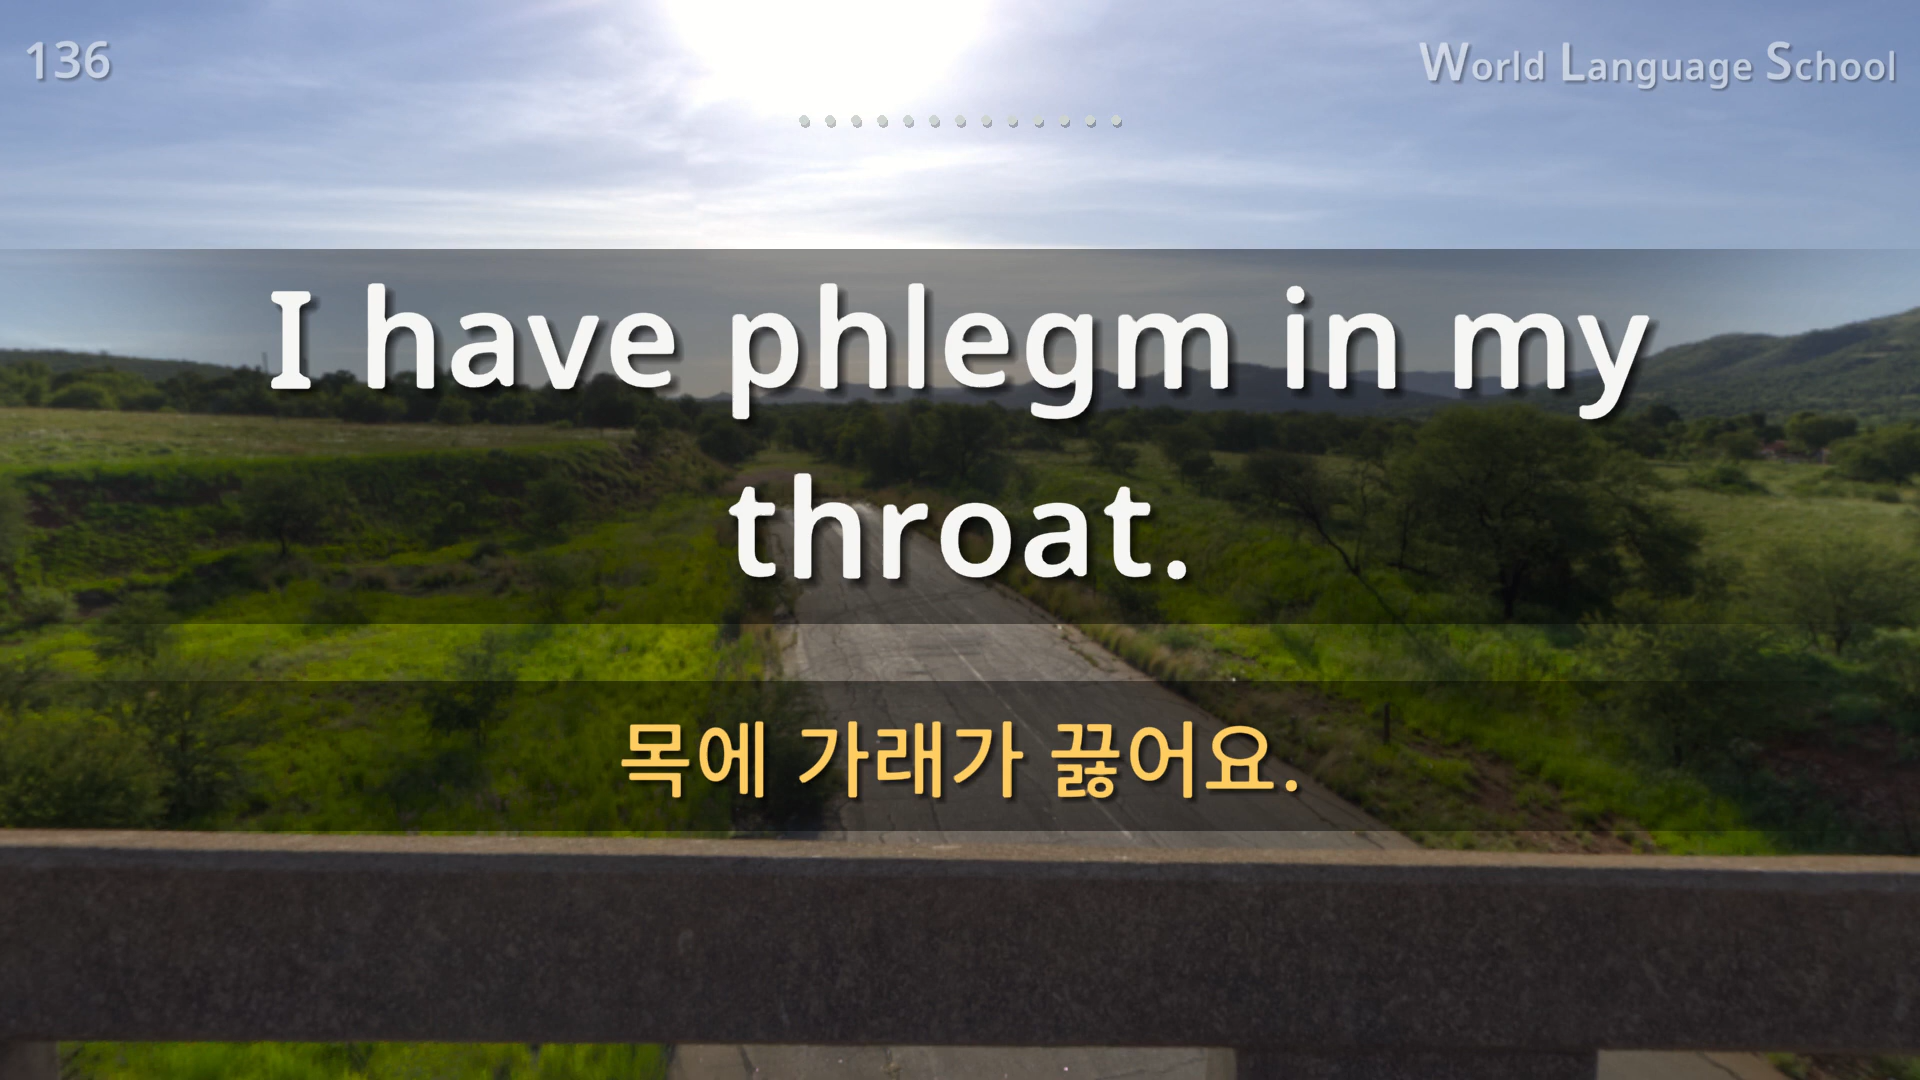 136
World Language School
I have phlegm in my
throat.
목에 가래가 끓어요.